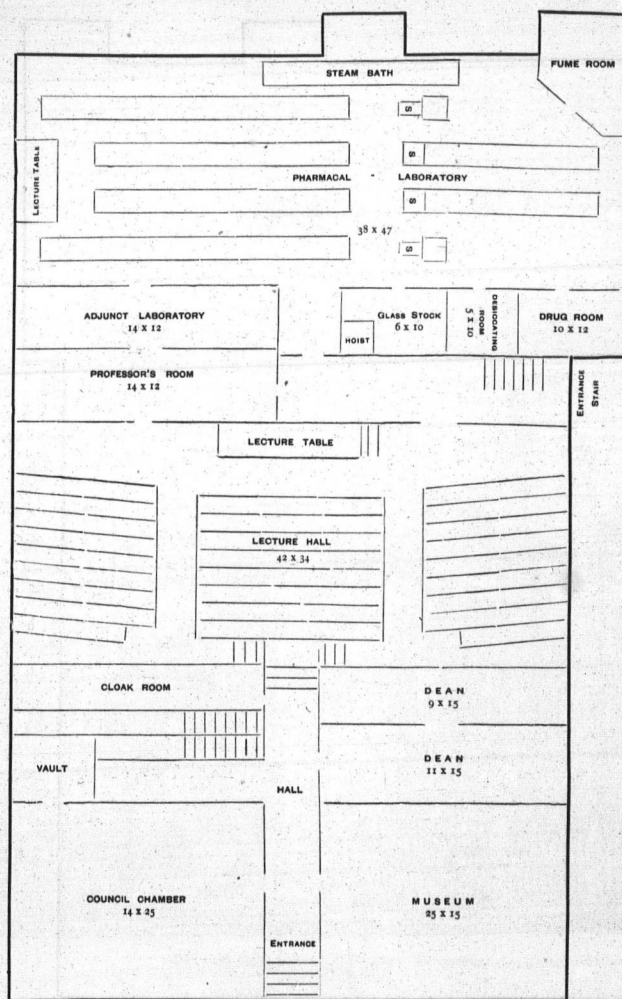 STEAM BATH
FUME ROOM
S
S
LECTURE TABLE
PHARMACAL - LABORATORY
S
38 X 47
S
ADJUNCT LABORATORY
14 X 12
HOIST
GLASS STOCK
6 X 10
DESICCATING
ROOM
5 X 10
DRUG ROOM
10 X 12
PROFESSOR'S ROOM
14 X 12
ENTRANCE
STAIR
LECTURE TABLE
LECTURE HALL
42 X 34
CLOAK ROOM
DEAN
9 X 15
VAULT
DEAN
11 X 15
HALL
COUNCIL CHAMBER
14 X 25
MUSEUM
25 X 15
ENTRANCE